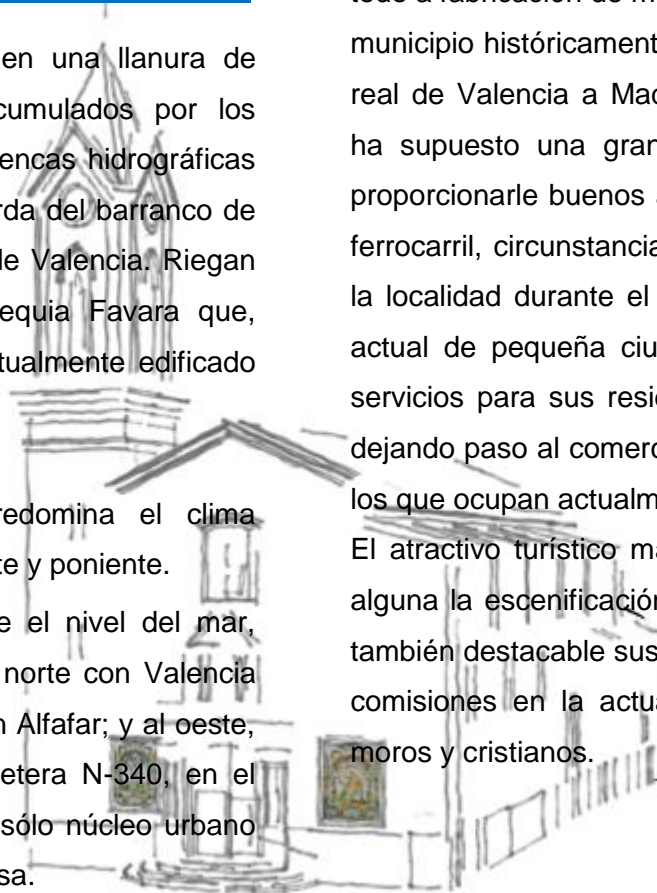 en una llanura de
cumulados por los
encas hidrográficas
rda del barranco de
de Valencia. Riegan
equia Favara que,
tualmente edificado
redomina el clima
te y poniente.
e el nivel del mar,
norte con Valencia
n Alfafar; y al oeste,
etera N-340, en el
sólo núcleo urbano
sa.
todo a fabricación de m
municipio históricament
real de Valencia a Mad
ha supuesto una gran
proporcionarle buenos a
ferrocarril, circunstancia
la localidad durante el
actual de pequeña ciu
servicios para sus resid
dejando paso al comerc
los que ocupan actualm
El atractivo turístico má
alguna la escenificación
también destacable sus
comisiones en la actua
moros y cristianos.